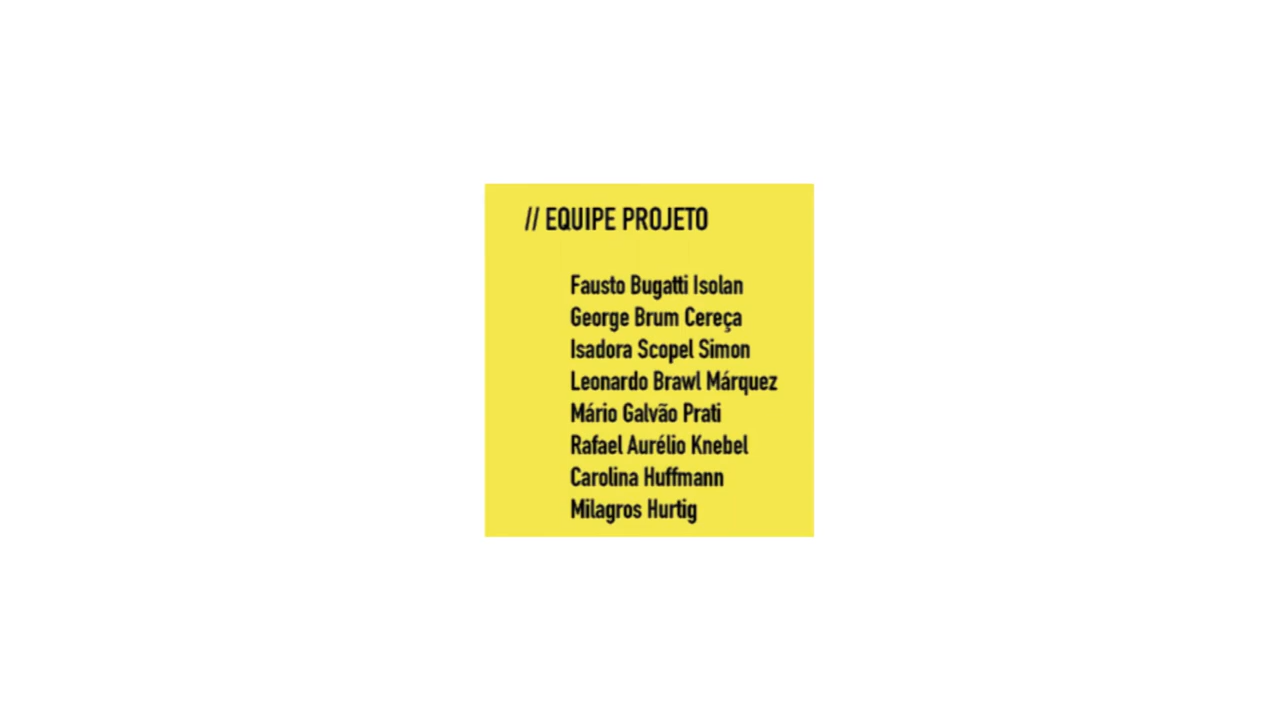 // EQUIPE PROJETO
Fausto Bugatti Isolan
George Brum Cereça
Isadora Scopel Simon
Leonardo Brawl Márquez
Mário Galvão Prati
Rafael Aurélio Knebel
Carolina Huffmann
Milagros Hurtig